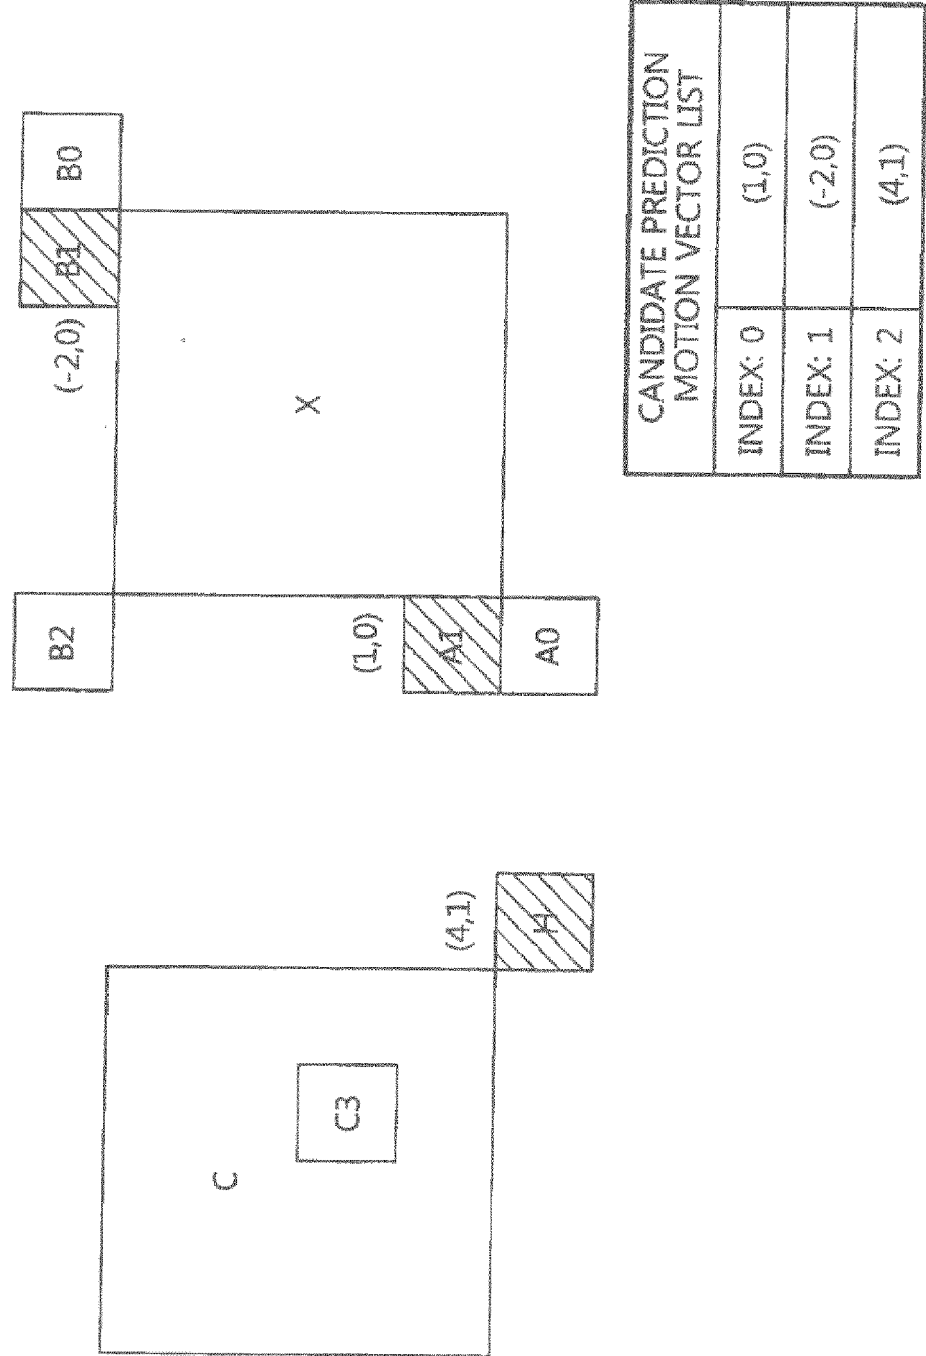 C
C3
(4,1)
H
B2
(-2,0)
B1
B0
X
(1,0)
A1
A0
CANDIDATE PREDICTION
MOTION VECTOR LIST
INDEX: 0 (1,0)
INDEX: 1 (-2,0)
INDEX: 2 (4,1)